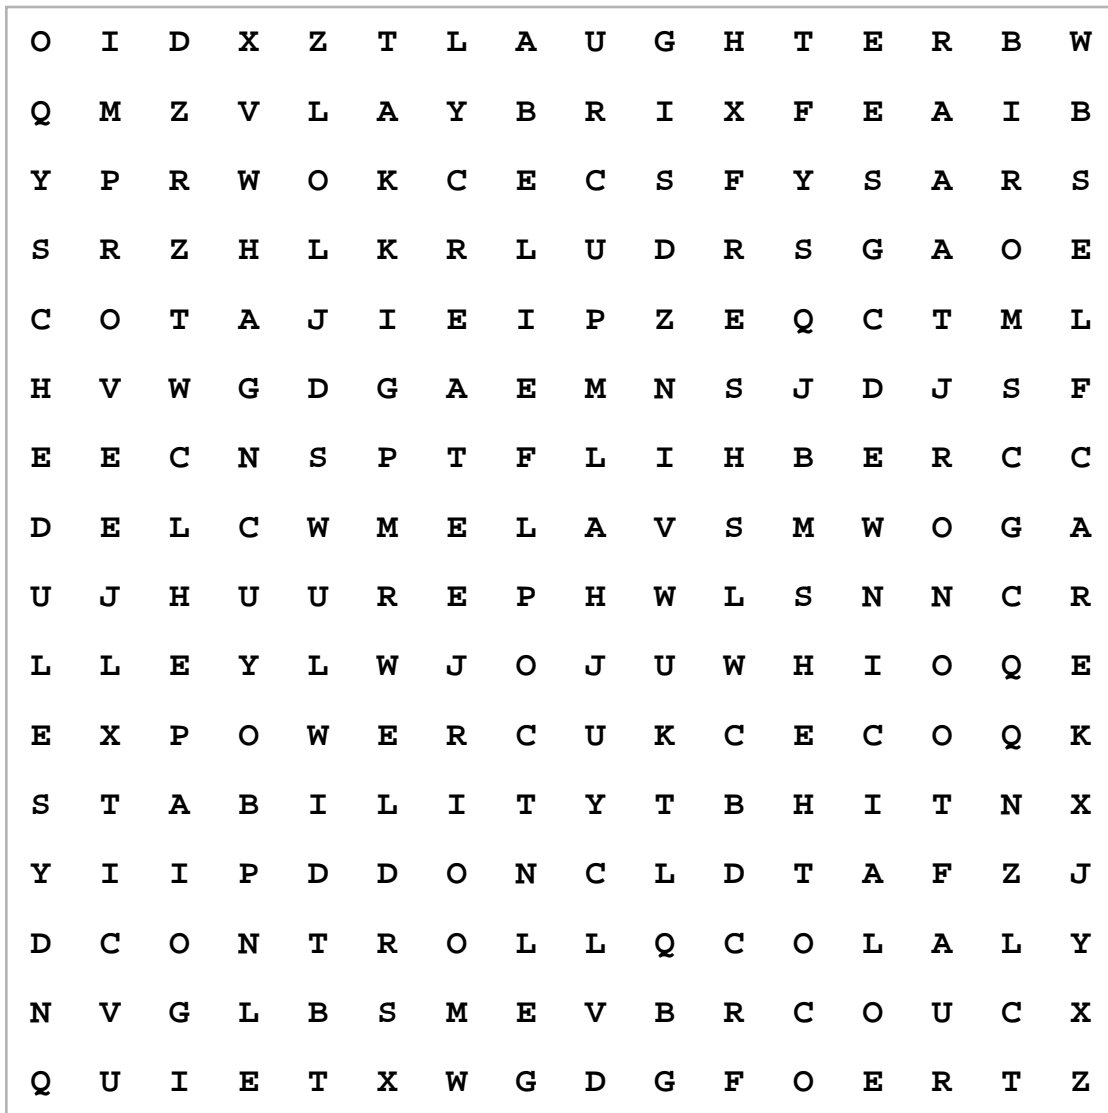 O I D X Z T L A U G H T E R B W
Q M Z V L A Y B R I X F E A I B
Y P R W O K C E C S F Y S A R S
S R Z H L K R L U D R S G A O E
C O T A J I E I P Z E Q C T M L
H V W G D G A E M N S J D J S F
E E C N S P T F L I H B E R C C
D E L C W M E L A V S M W O G A
U J H U U R E P H W L S N N C R
L L E Y L W J O J U W H I O Q E
E X P O W E R C U K C E C O Q K
S T A B I L I T Y T B H I T N X
Y I I P D D O N C L D T A F Z J
D C O N T R O L L Q C O L A L Y
N V G L B S M E V B R C O U C X
Q U I E T X W G D G F O E R T Z